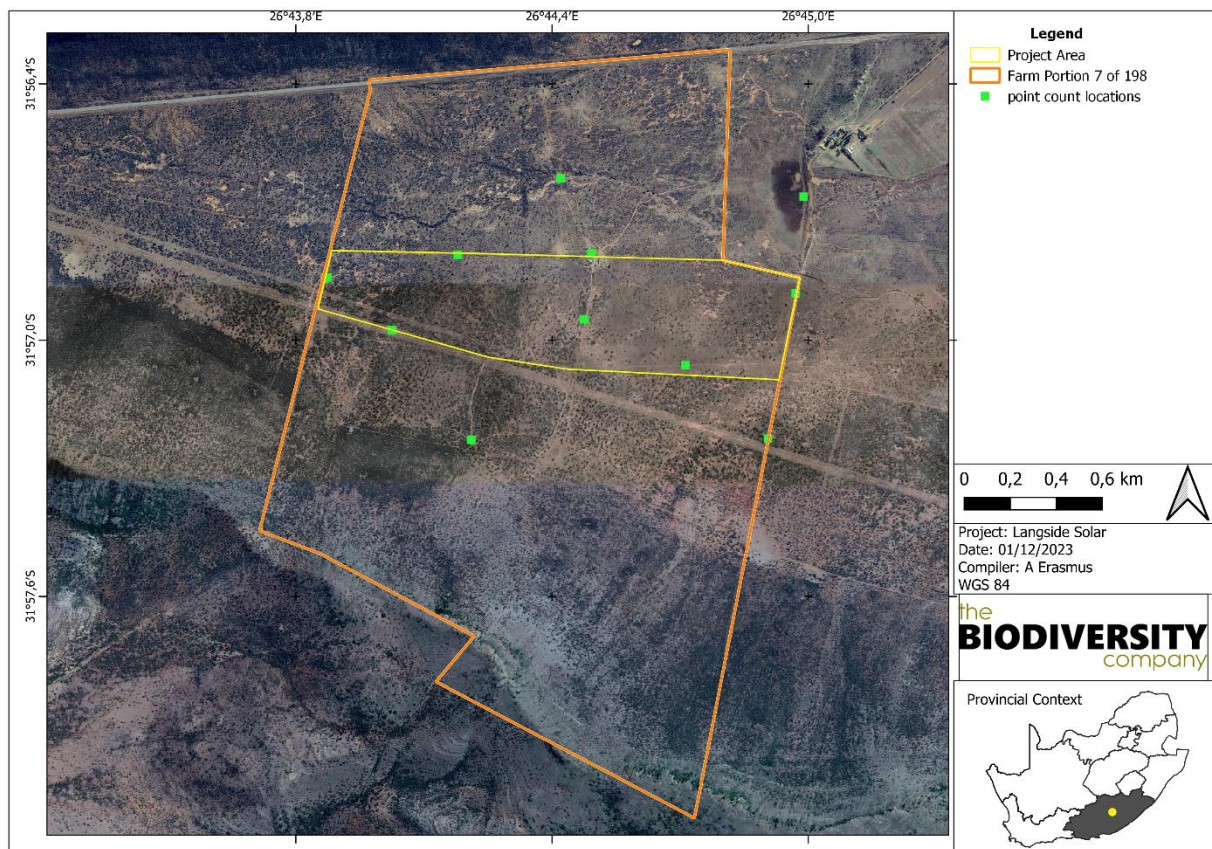 26°43,8'E
26°44,4'E
26°45,0'E
31°56,4'S
31°57,0'S
31°57,6'S
Legend
Project Area
Farm Portion 7 of 198
point count locations
0 0,2 0,4 0,6 km
Project: Langside Solar
Date: 01/12/2023
Compiler: A Erasmus
WGS 84
the
BIODIVERSITY
company
Provincial Context